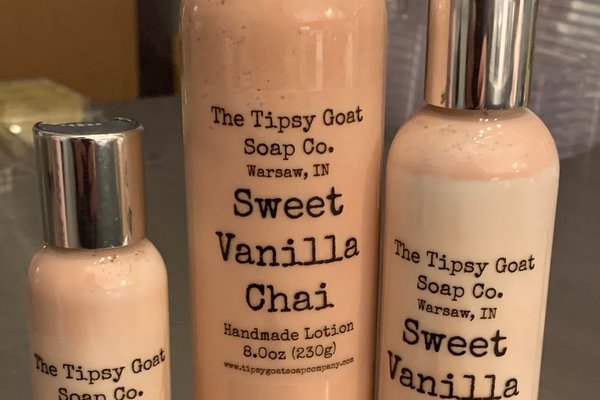 The Tipsy Goat
Soap Co.
The Tipsy Goat
Soap Co.
Warsaw, IN
Sweet
Vanilla
Chai
Handmade Lotion
8.0oz (230g)
www.tipsygoatsoapcompany.com
The Tipsy Goat
Soap Co.
Warsaw, IN
Sweet
Vanilla